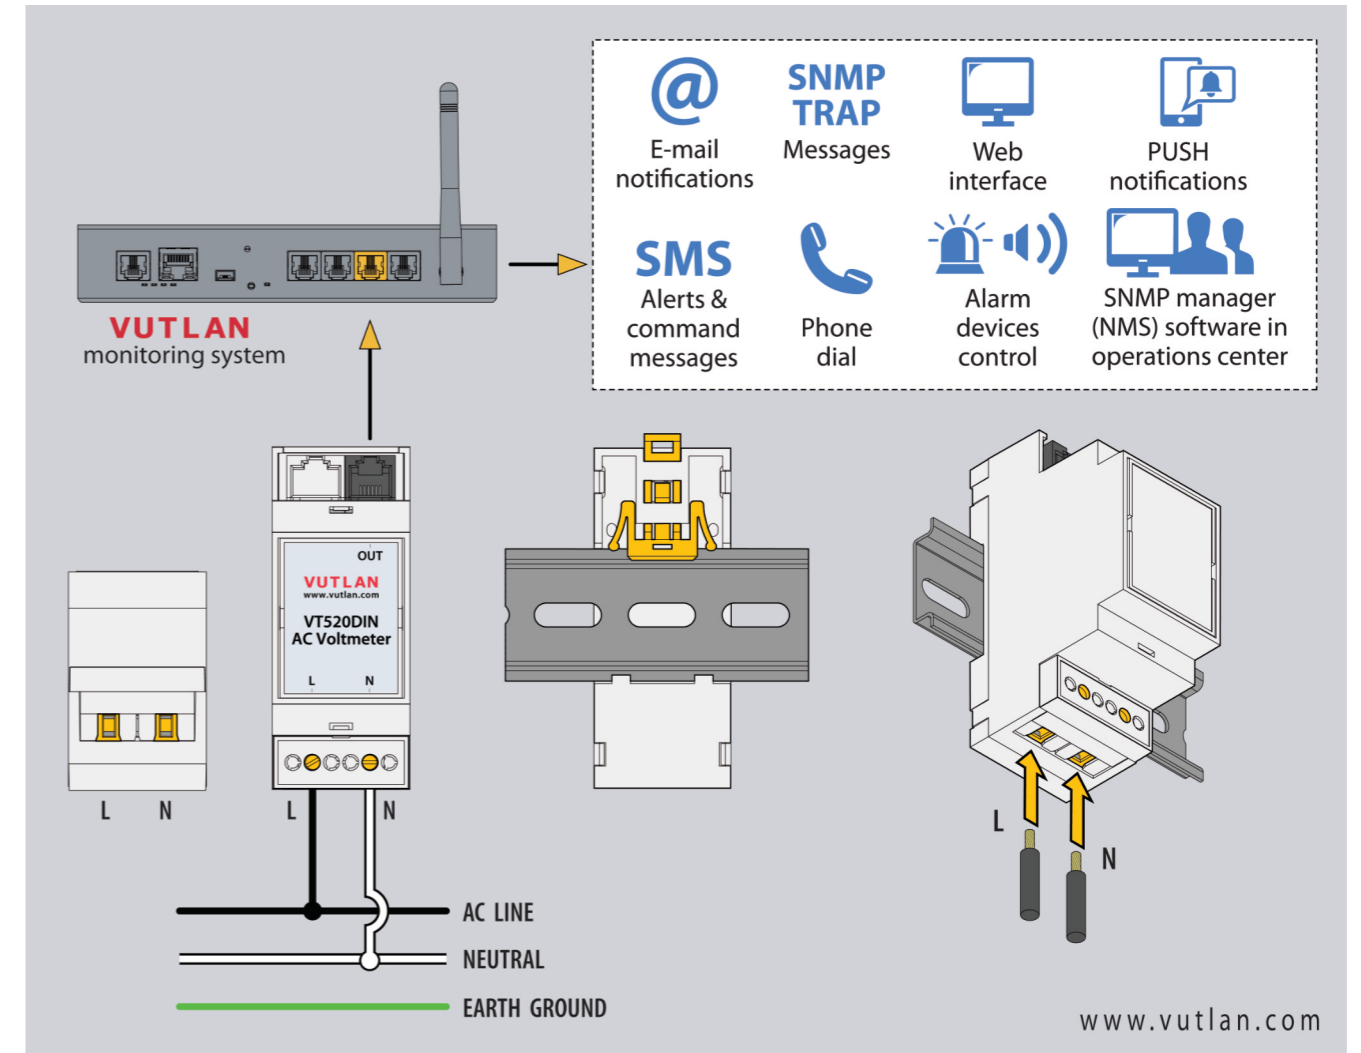 @
E-mail
notifications
SNMP
TRAP
Messages
Web
interface
PUSH
notifications
SMS
Alerts &
command
messages
Phone
dial
Alarm
devices
control
SNMP manager
(NMS) software in
operations center
VUTLAN
monitoring system
OUT
VUTLAN
www.vutlan.com
VT520DIN
AC Voltmeter
L N
L N
L N
L
N
AC LINE
NEUTRAL
EARTH GROUND
www.vutlan.com